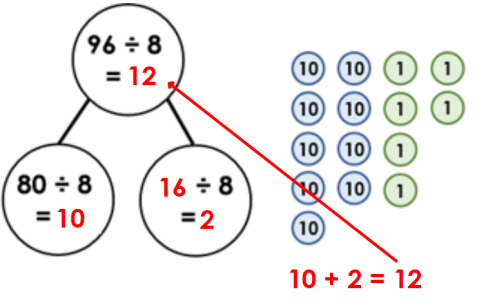 96 ÷ 8
= 12
80 ÷ 8
= 10
16 ÷ 8
= 2
10 10 1 1
10 10 1 1
10 10 1
10 10 1
10
10 + 2 = 12